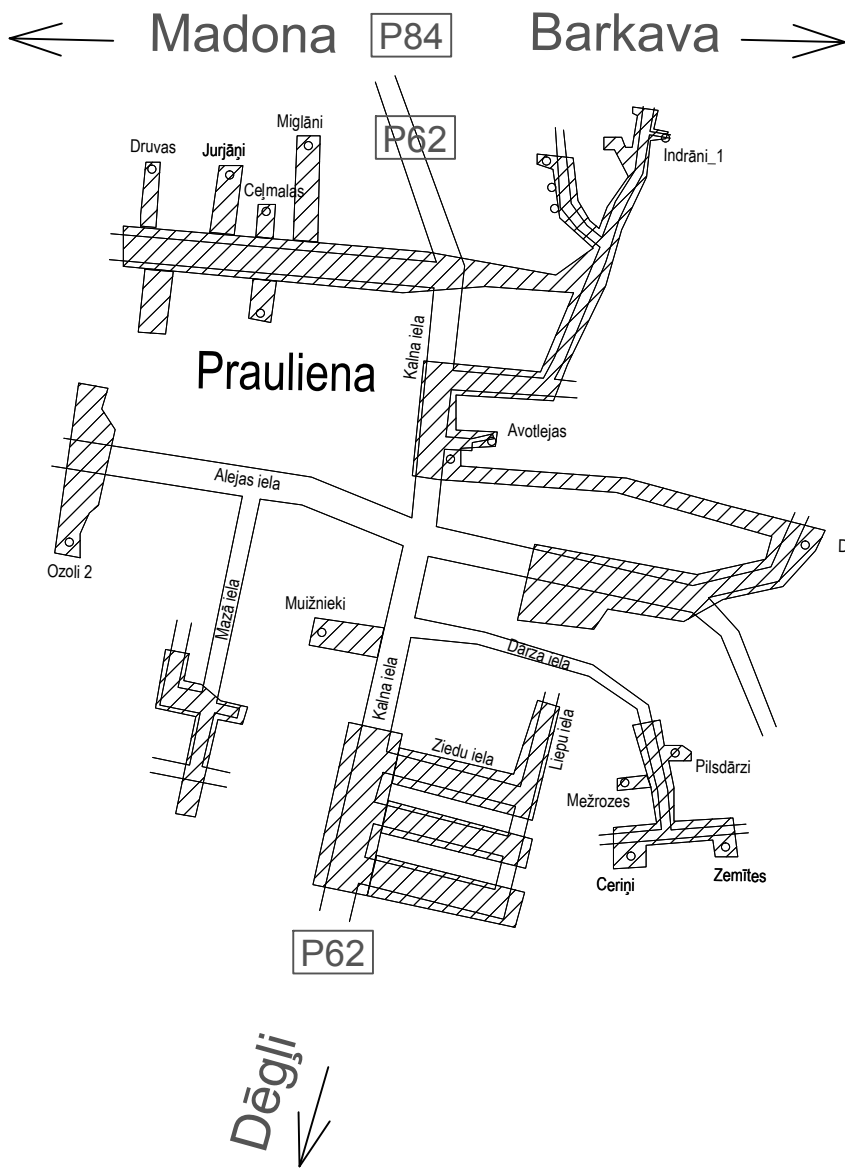 Madona P84 Barkava
P62
Miglāni
Druvas
Jurjāņi
Ceļmalas
Indrāni_1
Kalna iela
Prauliena
Avotlejas
Alejas iela
D
Ozoli 2
Mazā iela
Muižnieki
Dārza iela
Kalna iela
Ziedu iela
Liepu iela
Pilsdārzi
Mežrozes
Ceriņi
Zemītes
P62
Dēgļi